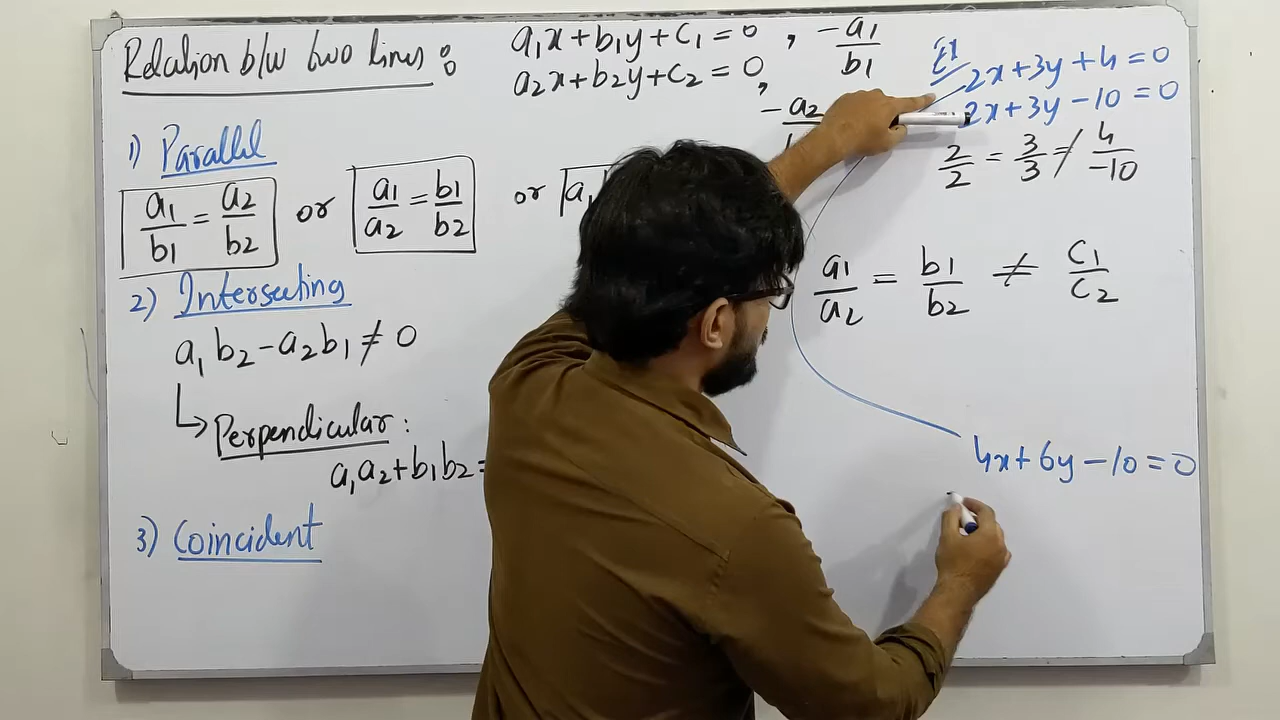 Relation b/w two lines :
a₁x + b₁y + c₁ = 0 , -a₁/b₁
a₂x + b₂y + c₂ = 0 ,
-a₂
Ex
2x + 3y + 4 = 0
2x + 3y - 10 = 0
2/2 = 3/3 ≠ 4/-10
1) Parallel
a₁/b₁ = a₂/b₂ or a₁/a₂ = b₁/b₂ or a₁
a₁/a₂ = b₁/b₂ ≠ c₁/c₂
2) Intersecting
a₁b₂ - a₂b₁ ≠ 0
↳ Perpendicular :
a₁a₂ + b₁b₂ =
4x + 6y - 10 = 0
3) Coincident